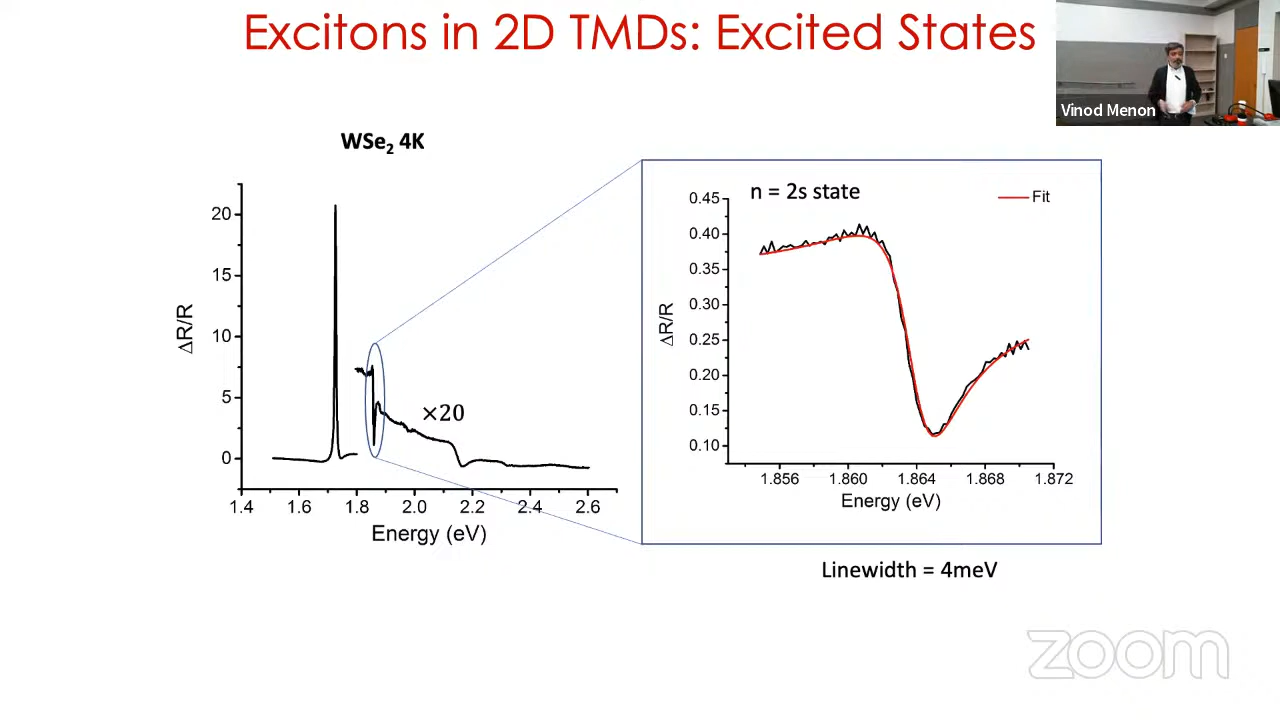 Excitons in 2D TMDs: Excited States
Vinod Menon
WSe₂ 4K
20
15
10
5
0
ΔR/R
×20
1.4 1.6 1.8 2.0 2.2 2.4 2.6
Energy (eV)
n = 2s state
Fit
0.45
0.40
0.35
0.30
0.25
0.20
0.15
0.10
ΔR/R
1.856 1.860 1.864 1.868 1.872
Energy (eV)
Linewidth = 4meV
zoom